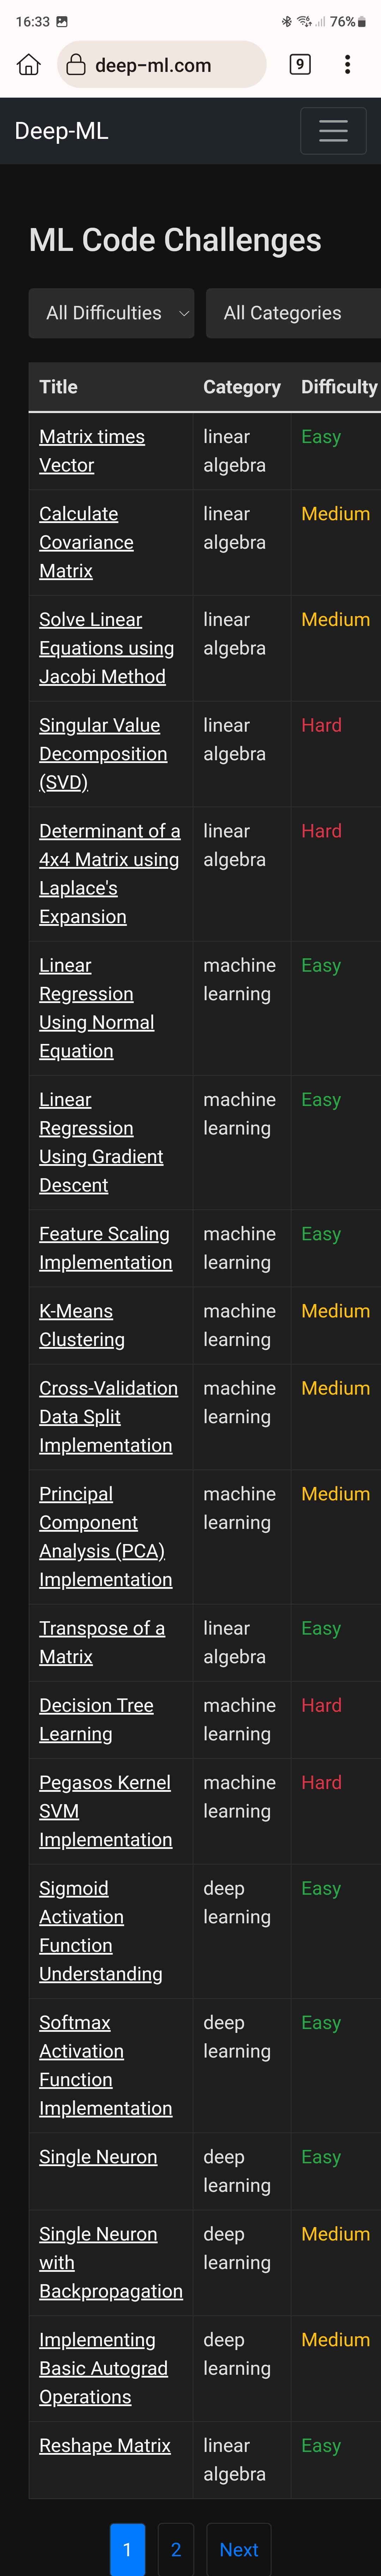 16:33 76%
deep-ml.com 9
Deep-ML
ML Code Challenges
All Difficulties All Categories
Title Category Difficulty
Matrix times linear Easy
Vector algebra
Calculate linear Medium
Covariance algebra
Matrix
Solve Linear linear Medium
Equations using algebra
Jacobi Method
Singular Value linear Hard
Decomposition algebra
(SVD)
Determinant of a linear Hard
4x4 Matrix using algebra
Laplace's
Expansion
Linear machine Easy
Regression learning
Using Normal
Equation
Linear machine Easy
Regression learning
Using Gradient
Descent
Feature Scaling machine Easy
Implementation learning
K-Means machine Medium
Clustering learning
Cross-Validation machine Medium
Data Split learning
Implementation
Principal machine Medium
Component learning
Analysis (PCA)
Implementation
Transpose of a linear Easy
Matrix algebra
Decision Tree machine Hard
Learning learning
Pegasos Kernel machine Hard
SVM learning
Implementation
Sigmoid deep Easy
Activation learning
Function
Understanding
Softmax deep Easy
Activation learning
Function
Implementation
Single Neuron deep Easy
learning
Single Neuron deep Medium
with learning
Backpropagation
Implementing deep Medium
Basic Autograd learning
Operations
Reshape Matrix linear Easy
algebra
1 2 Next